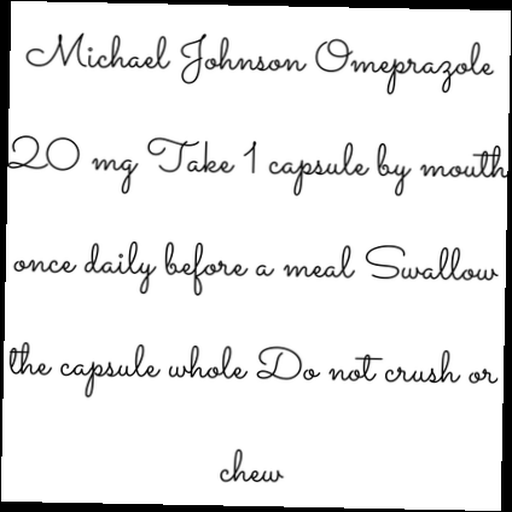 Michael Johnson Omeprazole
20 mg Take 1 capsule by mouth
once daily before a meal Swallow
the capsule whole Do not crush or
chew